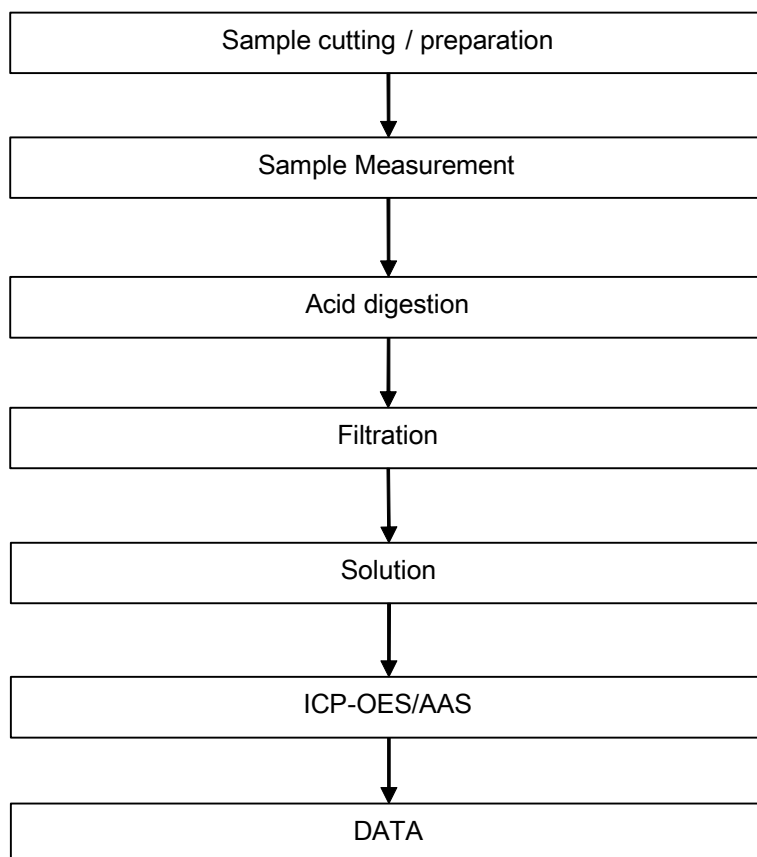 Sample cutting / preparation
Sample Measurement
Acid digestion
Filtration
Solution
ICP-OES/AAS
DATA